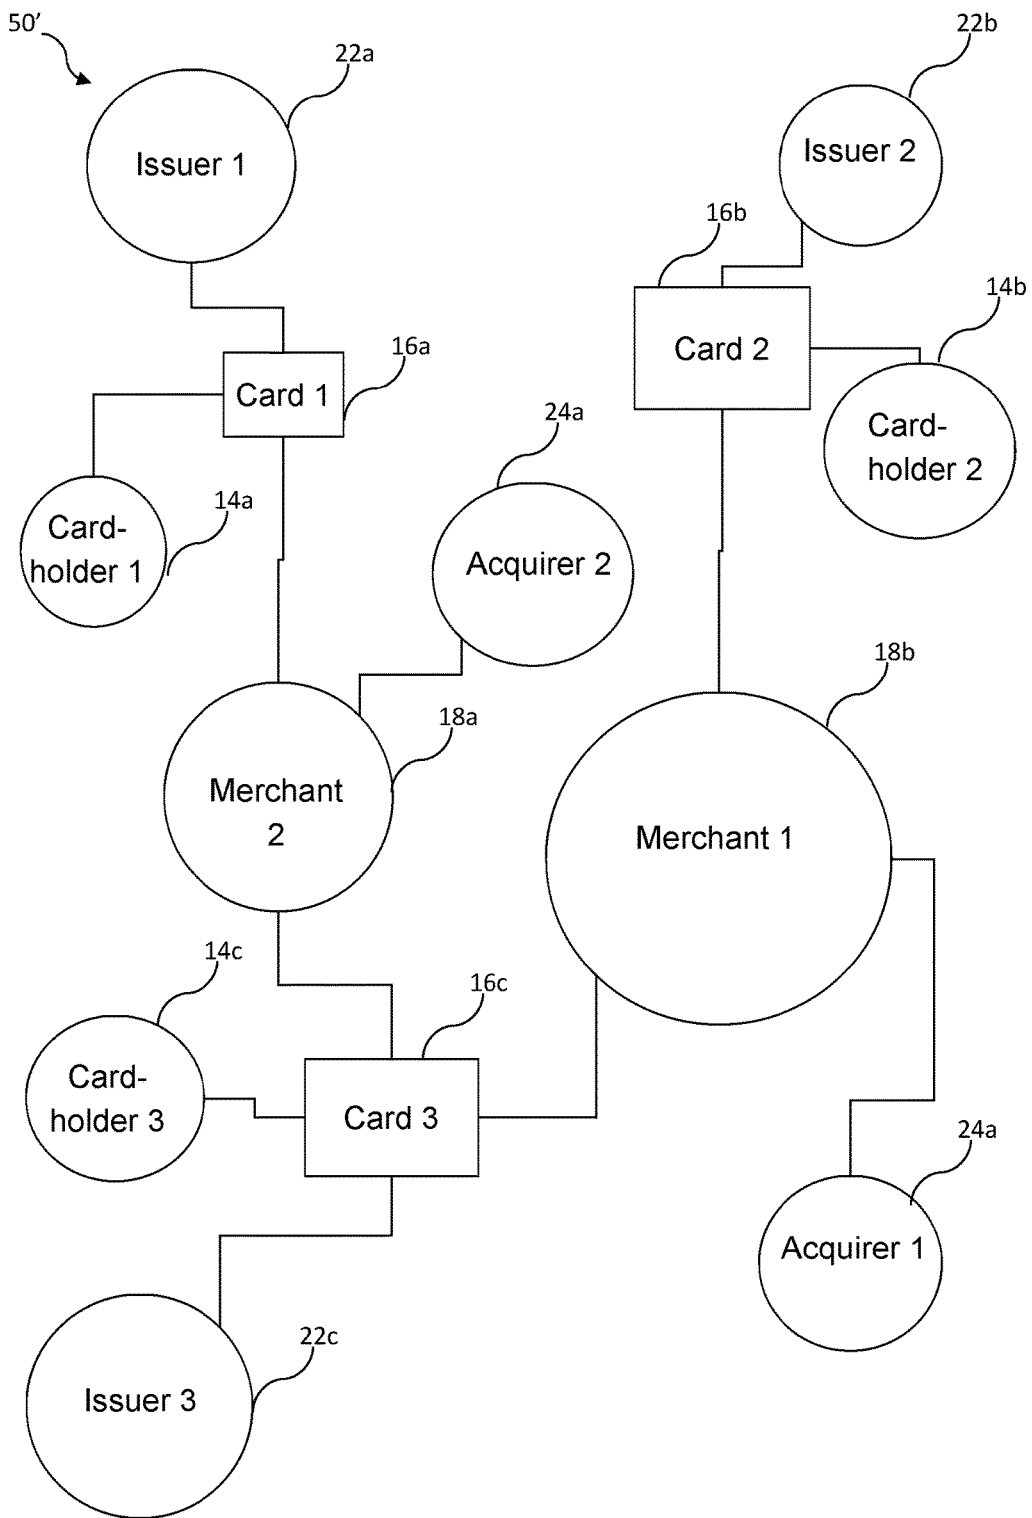 50’
22a
22b
Issuer 1
Issuer 2
16b
14b
16a
Card 2
Card 1
24a
Card-
holder 2
14a
Card-
holder 1
Acquirer 2
18b
18a
Merchant
2
Merchant 1
14c
16c
Card-
holder 3
Card 3
24a
Acquirer 1
22c
Issuer 3